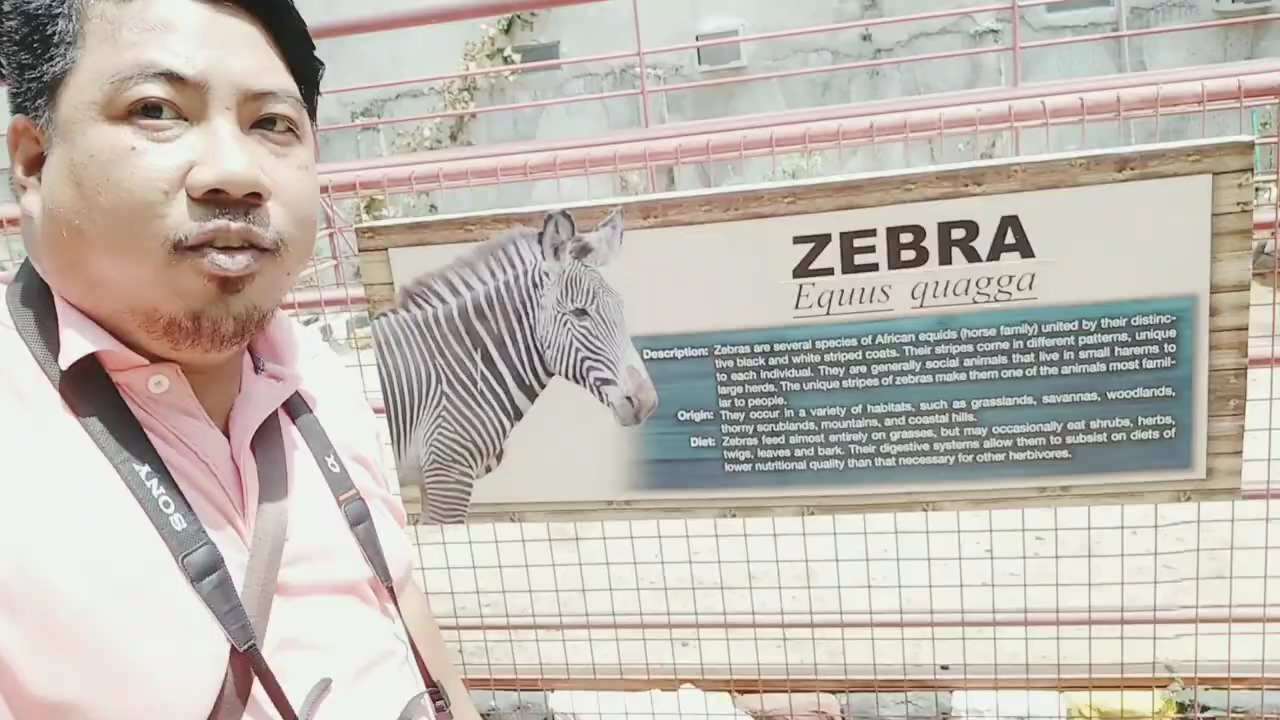 ZEBRA
Equus quagga
Description: Zebras are several species of African equids (horse family) united by their distinc-
tive black and white striped coats. Their stripes come in different patterns, unique
to each individual. They are generally social animals that live in small harems to
large herds. The unique stripes of zebras make them one of the animals most famil-
iar to people.
Origin: They occur in a variety of habitats, such as grasslands, savannas, woodlands,
thorny scrublands, mountains, and coastal hills.
Diet: Zebras feed almost entirely on grasses, but may occasionally eat shrubs, herbs,
twigs, leaves and bark. Their digestive systems allow them to subsist on diets of
lower nutritional quality than that necessary for other herbivores.
SONY
α